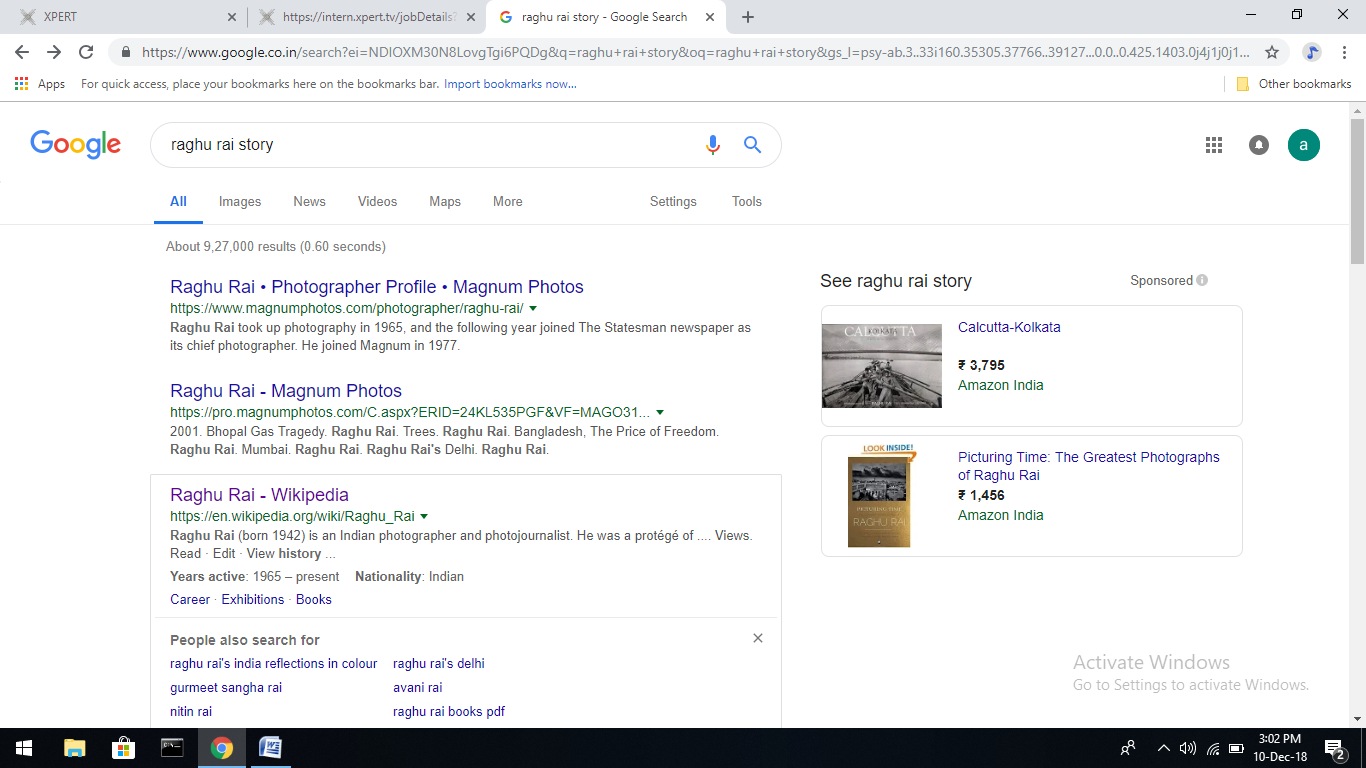 XPERT
https://intern.xpert.tv/jobDetails?
raghu rai story - Google Search
https://www.google.co.in/search?ei=NDIOXM30N8LovgTgi6PQDg&q=raghu+rai+story&oq=raghu+rai+story&gs_l=psy-ab.3..33i160.35305.37766..39127...0.0..0.425.1403.0j4j1j0j1...
Apps
For quick access, place your bookmarks here on the bookmarks bar. Import bookmarks now...
Other bookmarks
Google
raghu rai story
a
All Images News Videos Maps More Settings Tools
About 9,27,000 results (0.60 seconds)
Raghu Rai • Photographer Profile • Magnum Photos
https://www.magnumphotos.com/photographer/raghu-rai/
Raghu Rai took up photography in 1965, and the following year joined The Statesman newspaper as
its chief photographer. He joined Magnum in 1977.
Raghu Rai - Magnum Photos
https://pro.magnumphotos.com/C.aspx?ERID=24KL535PGF&VF=MAGO31...
2001. Bhopal Gas Tragedy. Raghu Rai. Trees. Raghu Rai. Bangladesh, The Price of Freedom.
Raghu Rai. Mumbai. Raghu Rai. Raghu Rai's Delhi. Raghu Rai.
Raghu Rai - Wikipedia
https://en.wikipedia.org/wiki/Raghu_Rai
Raghu Rai (born 1942) is an Indian photographer and photojournalist. He was a protégé of .... Views.
Read · Edit · View history ...
Years active: 1965 – present Nationality: Indian
Career · Exhibitions · Books
People also search for
raghu rai's india reflections in colour raghu rai's delhi
gurmeet sangha rai avani rai
nitin rai raghu rai books pdf
See raghu rai story Sponsored
CALCUTTA
KOLKATA
Calcutta-Kolkata
₹ 3,795
Amazon India
LOOK INSIDE!
PICTURING TIME
RAGHU RAI
Picturing Time: The Greatest Photographs
of Raghu Rai
₹ 1,456
Amazon India
Activate Windows
Go to Settings to activate Windows.
3:02 PM
10-Dec-18
2